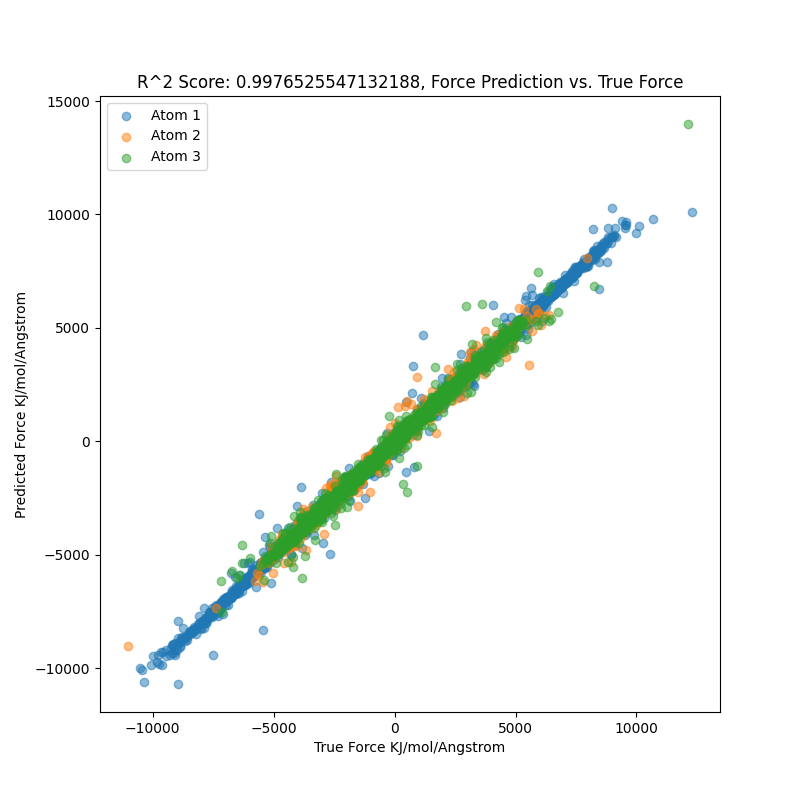 R^2 Score: 0.9976525547132188, Force Prediction vs. True Force
Atom 1
Atom 2
Atom 3
15000
10000
5000
0
−5000
−10000
Predicted Force KJ/mol/Angstrom
−10000
−5000
0
5000
10000
True Force KJ/mol/Angstrom